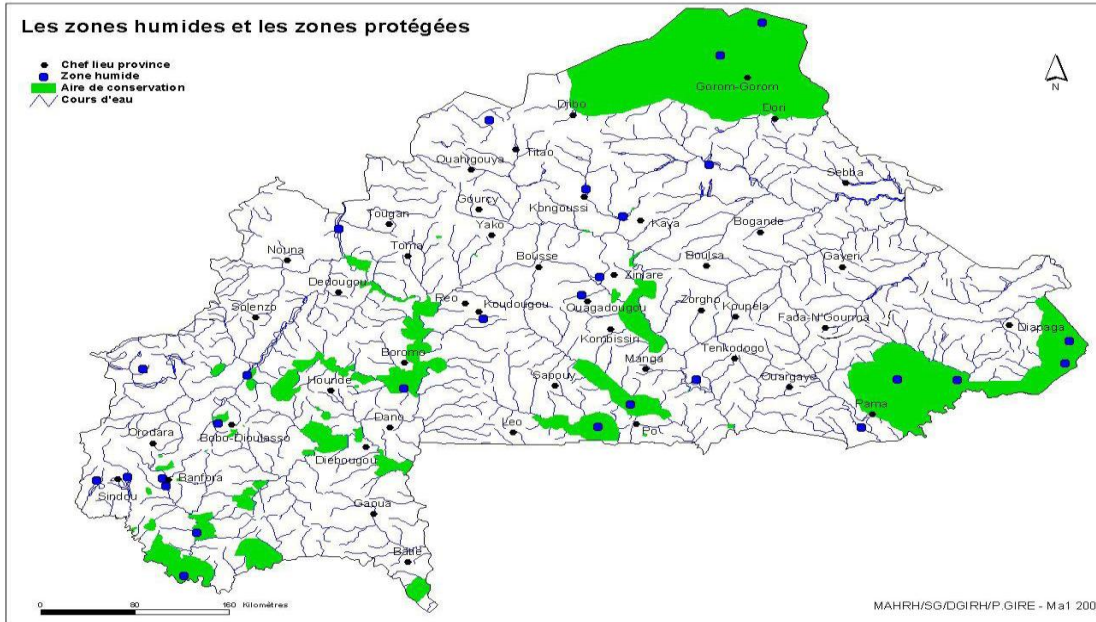 Les zones humides et les zones protégées
Chef lieu province
Zone humide
Aire de conservation
Cours d'eau
N
Gorom-Gorom
Djibo
Dori
Titao
Ouahigouya
Sebba
Gourcy
Kongoussi
Tougan
Kaya
Yako
Bogande
Toma
Nouna
Bousse
Boulsa
Gayeri
Ziniare
Dedougou
Reo
Koudougou
Ouagadougou
Zorgho
Koupela
Solenzo
Fada-N'Gourma
Diapaga
Kombissiri
Boromo
Manga
Tenkodogo
Hounde
Sapouy
Ouargaye
Pama
Dano
Leo
Po
Bobo-Dioulasso
Orodara
Diebougou
Banfora
Sindou
Gaoua
Batie
0 80 160 Kilomètres
MAHRH/SG/DGIRH/P.GIRE - Mai 200